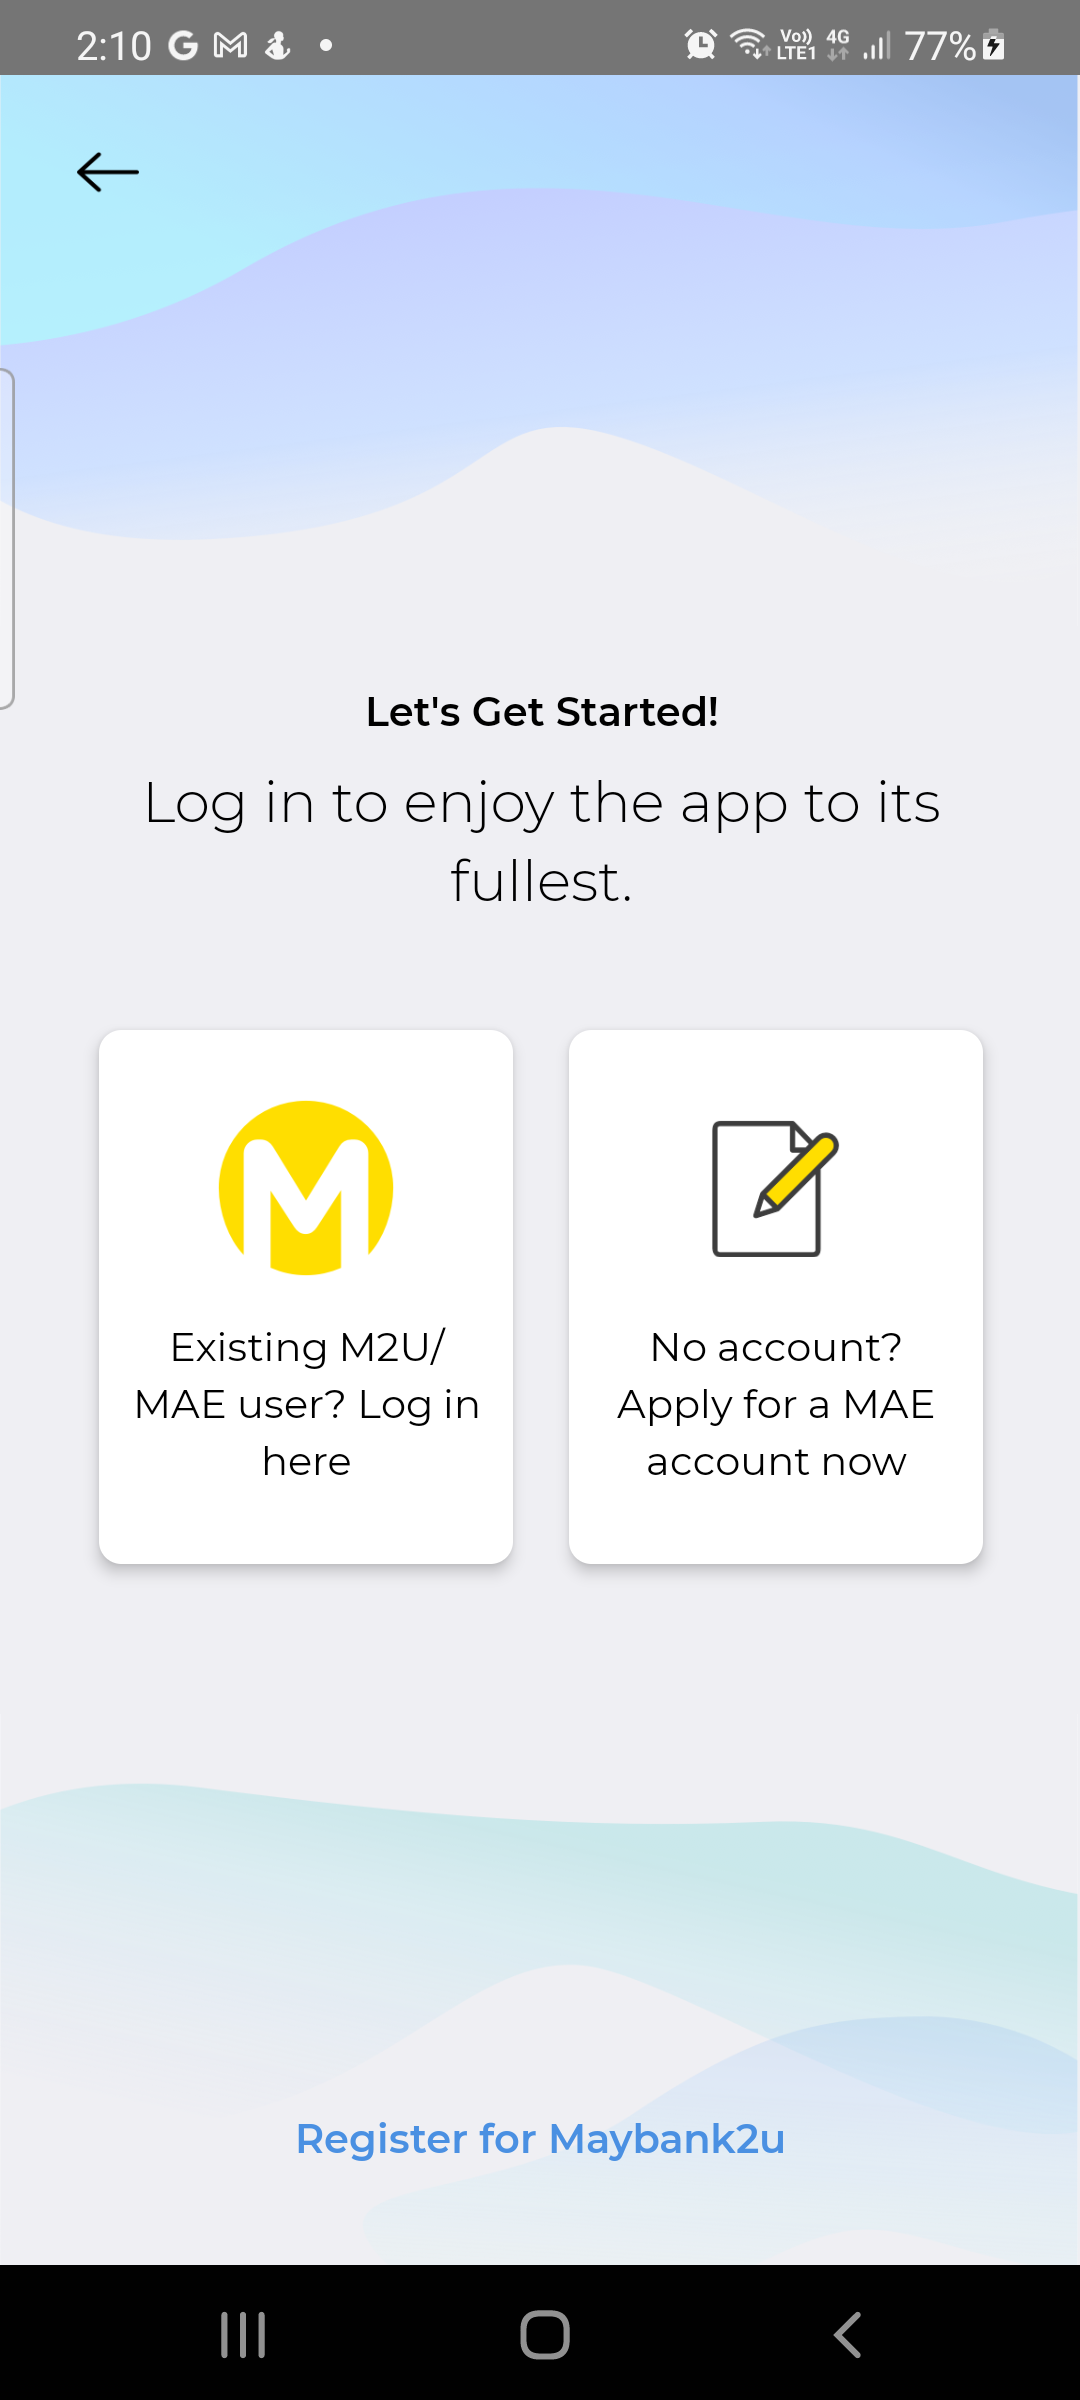 2:10
Vo)) 4G
LTE1
77%
Let's Get Started!
Log in to enjoy the app to its
fullest.
Existing M2U/
MAE user? Log in
here
No account?
Apply for a MAE
account now
Register for Maybank2u